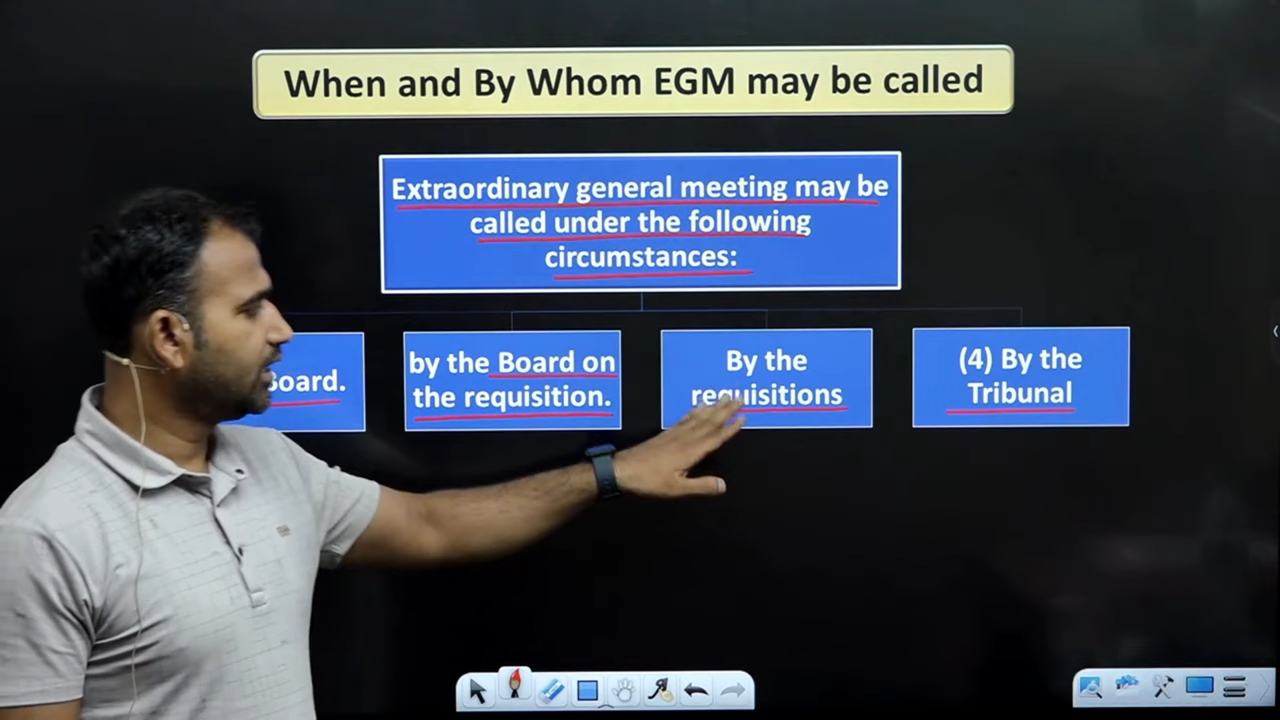 When and By Whom EGM may be called
Extraordinary general meeting may be
called under the following
circumstances:
Board.
by the Board on
the requisition.
By the
requisitions
(4) By the
Tribunal